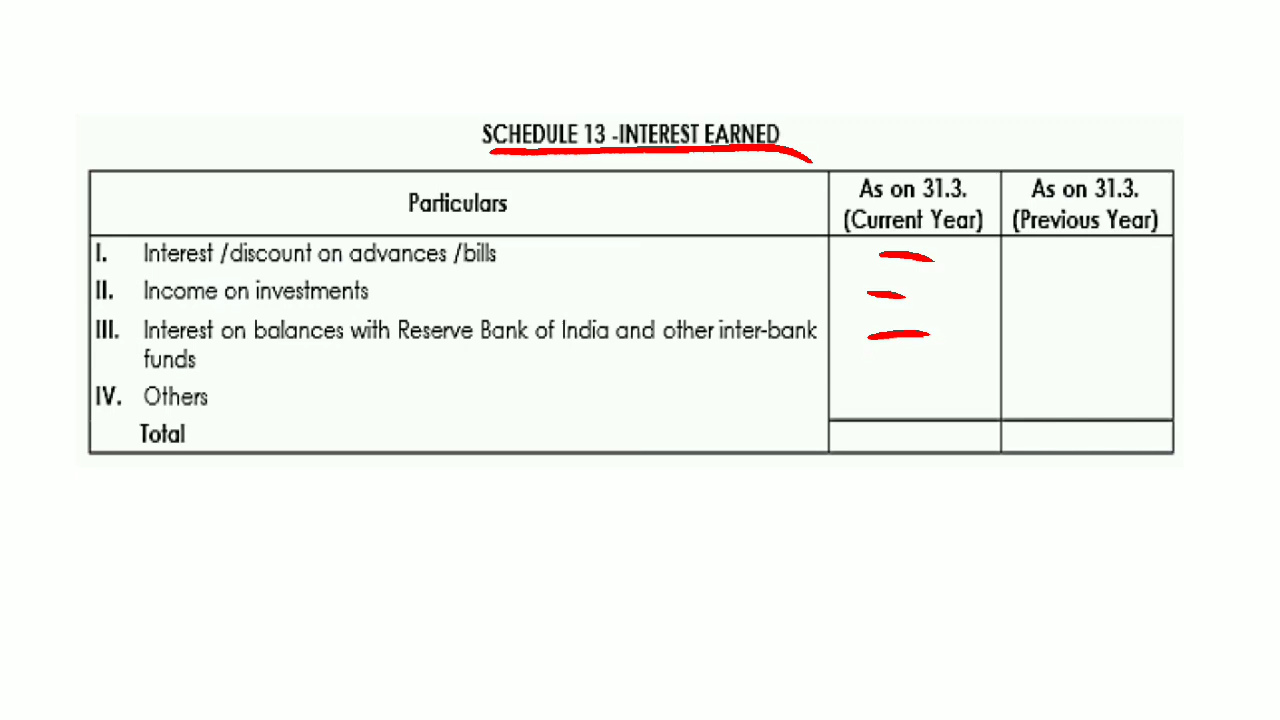 SCHEDULE 13 -INTEREST EARNED
Particulars
As on 31.3.
(Current Year)
As on 31.3.
(Previous Year)
I. Interest /discount on advances /bills
II. Income on investments
III. Interest on balances with Reserve Bank of India and other inter-bank
funds
IV. Others
Total